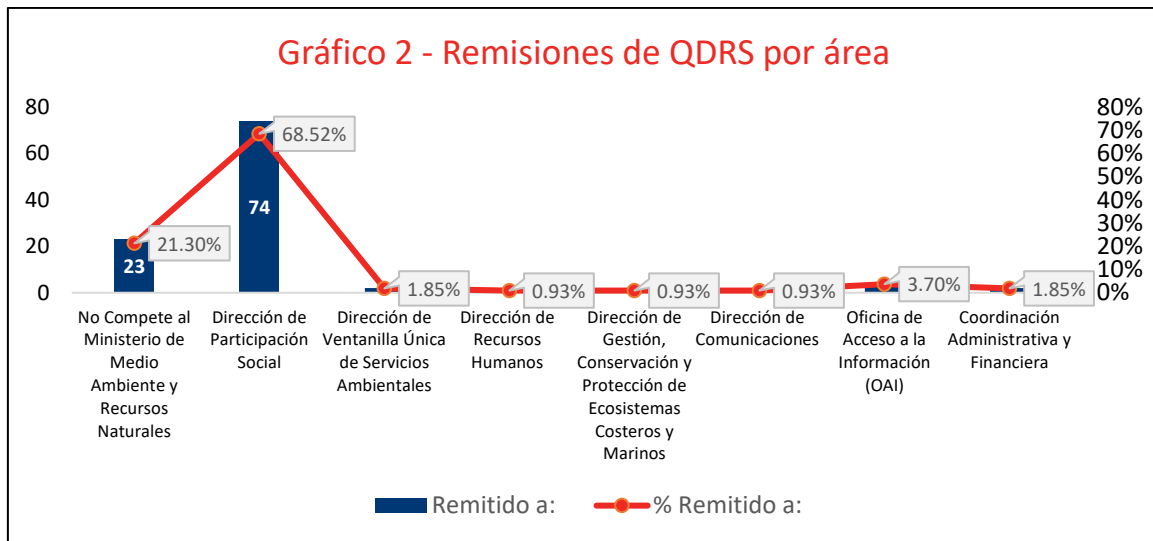 Gráfico 2 - Remisiones de QDRS por área
80
60
40
20
0
80%
70%
60%
50%
40%
30%
20%
10%
0%
23
74
21.30%
68.52%
1.85%
0.93%
0.93%
0.93%
3.70%
1.85%
No Compete al
Ministerio de
Medio
Ambiente y
Recursos
Naturales
Dirección de
Participación
Social
Dirección de
Ventanilla Única
de Servicios
Ambientales
Dirección de
Recursos
Humanos
Dirección de
Gestión,
Conservación y
Protección de
Ecosistemas
Costeros y
Marinos
Dirección de
Comunicaciones
Oficina de
Acceso a la
Información
(OAI)
Coordinación
Administrativa y
Financiera
Remitido a:
% Remitido a: